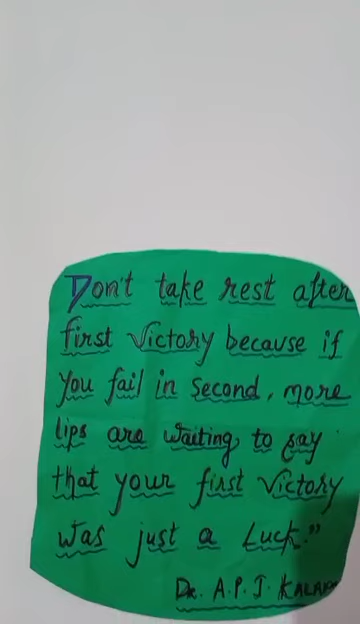 Don't take rest after
first Victory because if
you fail in second, more
lips are waiting to say
that your first Victory
was just a Luck."
Dr. A.P.J. KALAM